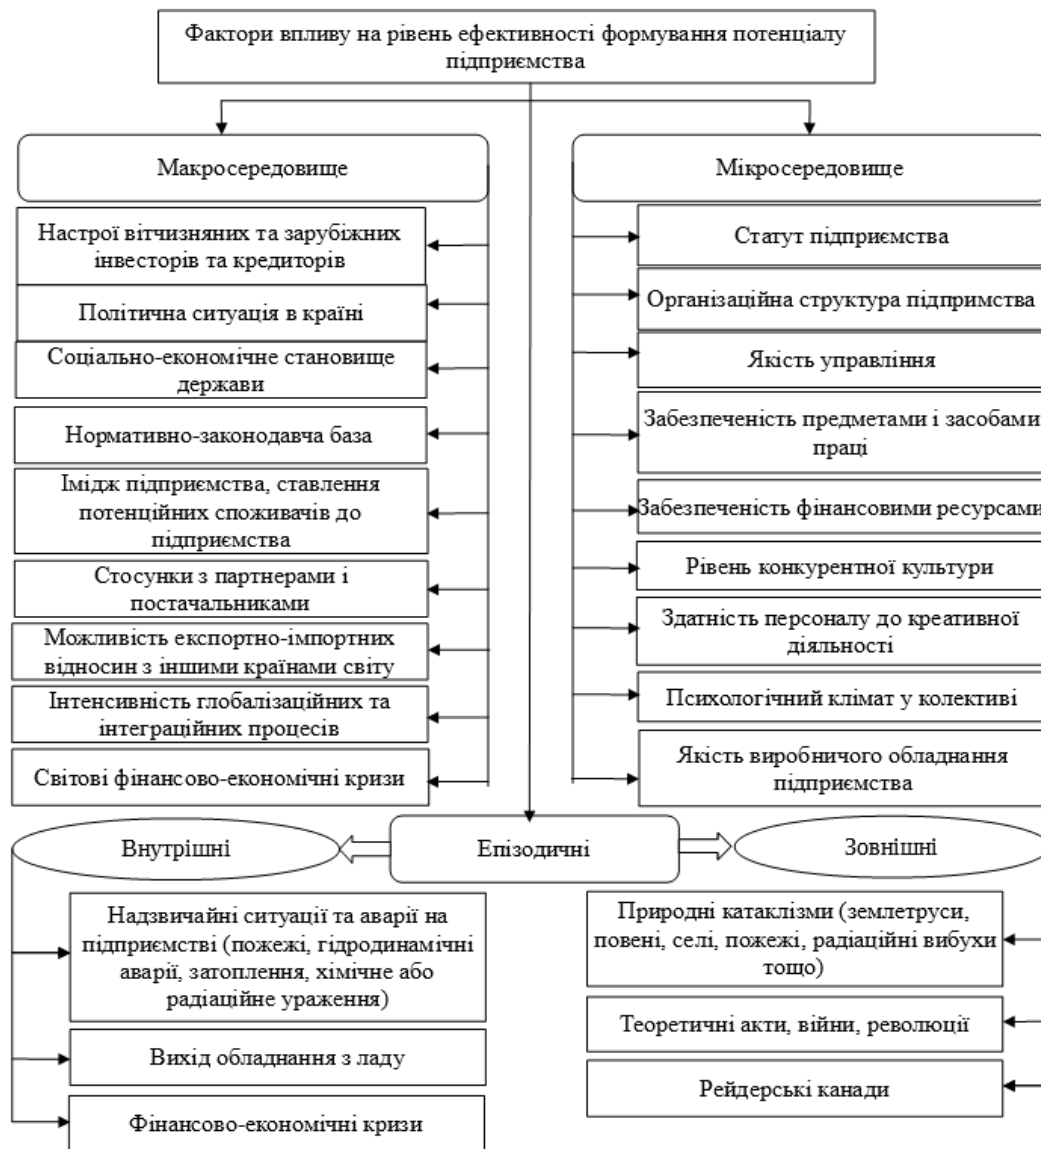 Фактори впливу на рівень ефективності формування потенціалу
підприємства
Макросередовище
Настрої вітчизняних та зарубіжних
інвесторів та кредиторів
Політична ситуація в країні
Соціально-економічне становище
держави
Нормативно-законодавча база
Імідж підприємства, ставлення
потенційних споживачів до
підприємства
Стосунки з партнерами і
постачальниками
Можливість експортно-імпортних
відносин з іншими країнами світу
Інтенсивність глобалізаційних та
інтеграційних процесів
Світові фінансово-економічні кризи
Мікросередовище
Статут підприємства
Організаційна структура підпримства
Якість управління
Забезпеченість предметами і засобами
праці
Забезпеченість фінансовими ресурсами
Рівень конкурентної культури
Здатність персоналу до креативної
діяльності
Психологічний клімат у колективі
Якість виробничого обладнання
підприємства
Епізодичні
Внутрішні
Надзвичайні ситуації та аварії на
підприємстві (пожежі, гідродинамічні
аварії, затоплення, хімічне або
радіаційне ураження)
Вихід обладнання з ладу
Фінансово-економічні кризи
Зовнішні
Природні катаклізми (землетруси,
повені, селі, пожежі, радіаційні вибухи
тощо)
Теоретичні акти, війни, революції
Рейдерські канади